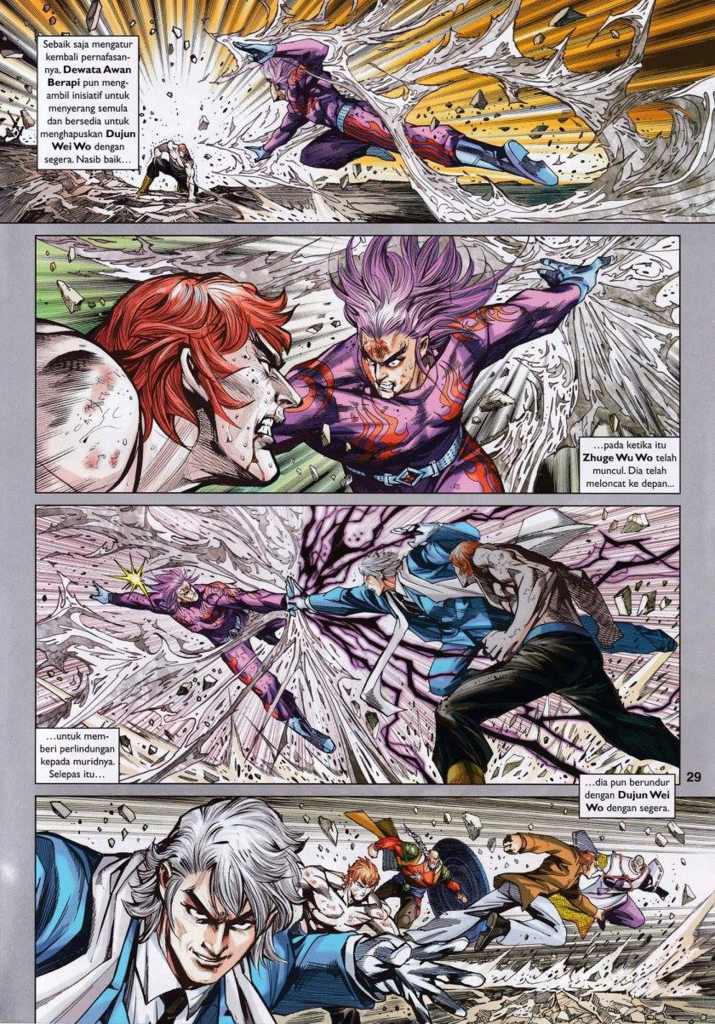 Sebaik saja mengatur
kembali pernafasan-
nya, Dewata Awan
Berapi pun meng-
ambil inisiatif untuk
menyerang semula
dan bersedia untuk
menghapuskan Dujun
Wei Wo dengan
segera. Nasib baik...
...pada ketika itu
Zhuge Wu Wo telah
muncul. Dia telah
meloncat ke depan...
...untuk mem-
beri perlindungan
kepada muridnya.
Selepas itu...
29
...dia pun berundur
dengan Dujun Wei
Wo dengan segera.